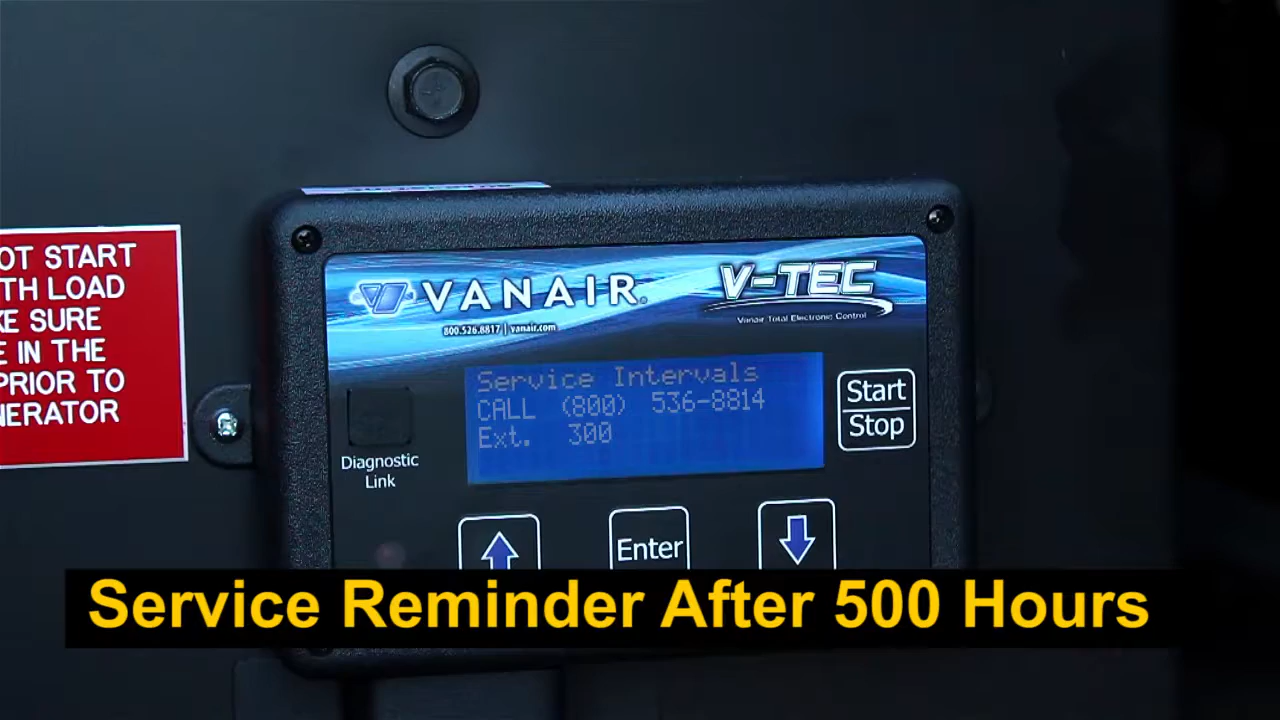 OT START
TH LOAD
KE SURE
E IN THE
PRIOR TO
NERATOR
VANAIR®
800.526.8817 | vanair.com
V-TEC
Vanair Total Electronic Control
Service Intervals
CALL (800) 536-8814
Ext. 300
Start
Stop
Diagnostic
Link
Enter
Service Reminder After 500 Hours